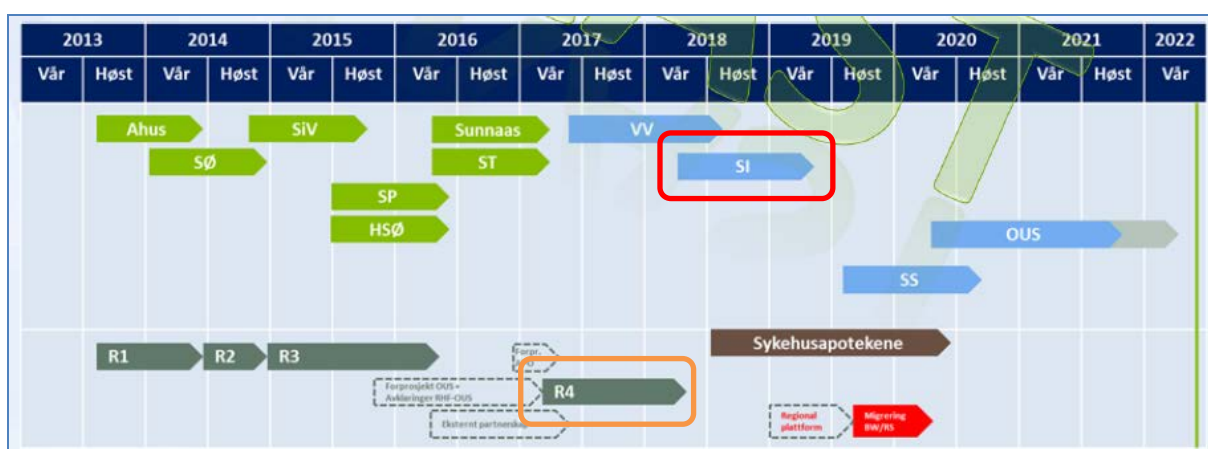 2013 2014 2015 2016 2017 2018 2019 2020 2021 2022
Vår Høst Vår Høst Vår Høst Vår Høst Vår Høst Vår Høst Vår Høst Vår Høst Vår Høst Vår
Ahus SiV Sunnaas VV
SØ ST SI
SP
HSØ OUS
SS
Sykehusapotekene
R1 R2 R3 Forpr.
Forprosjekt OUS +
Avklaringer RHF-OUS
R4
Eksternt partnerskap
Regional
plattform
Migrering
BW/RS